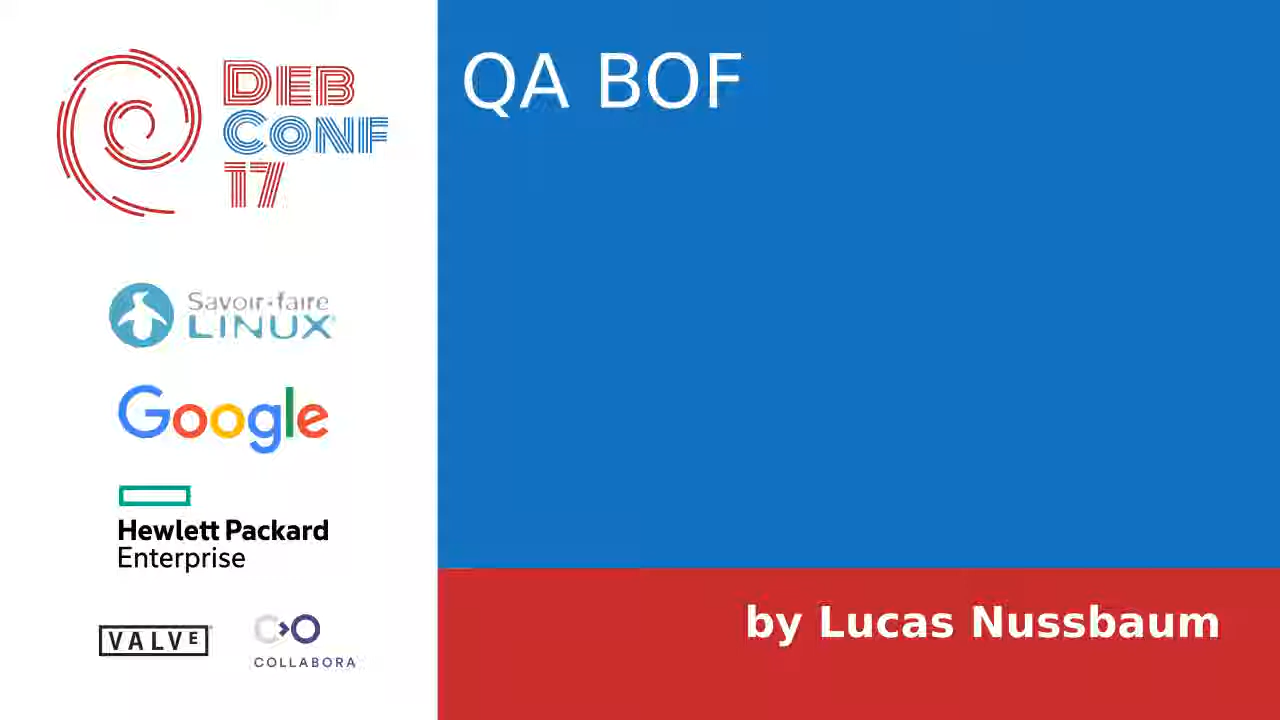 DEB
CONF
17
Savoir-faire
LINUX
Google
Hewlett Packard
Enterprise
VALVE
COLLABORA
QA BOF
by Lucas Nussbaum